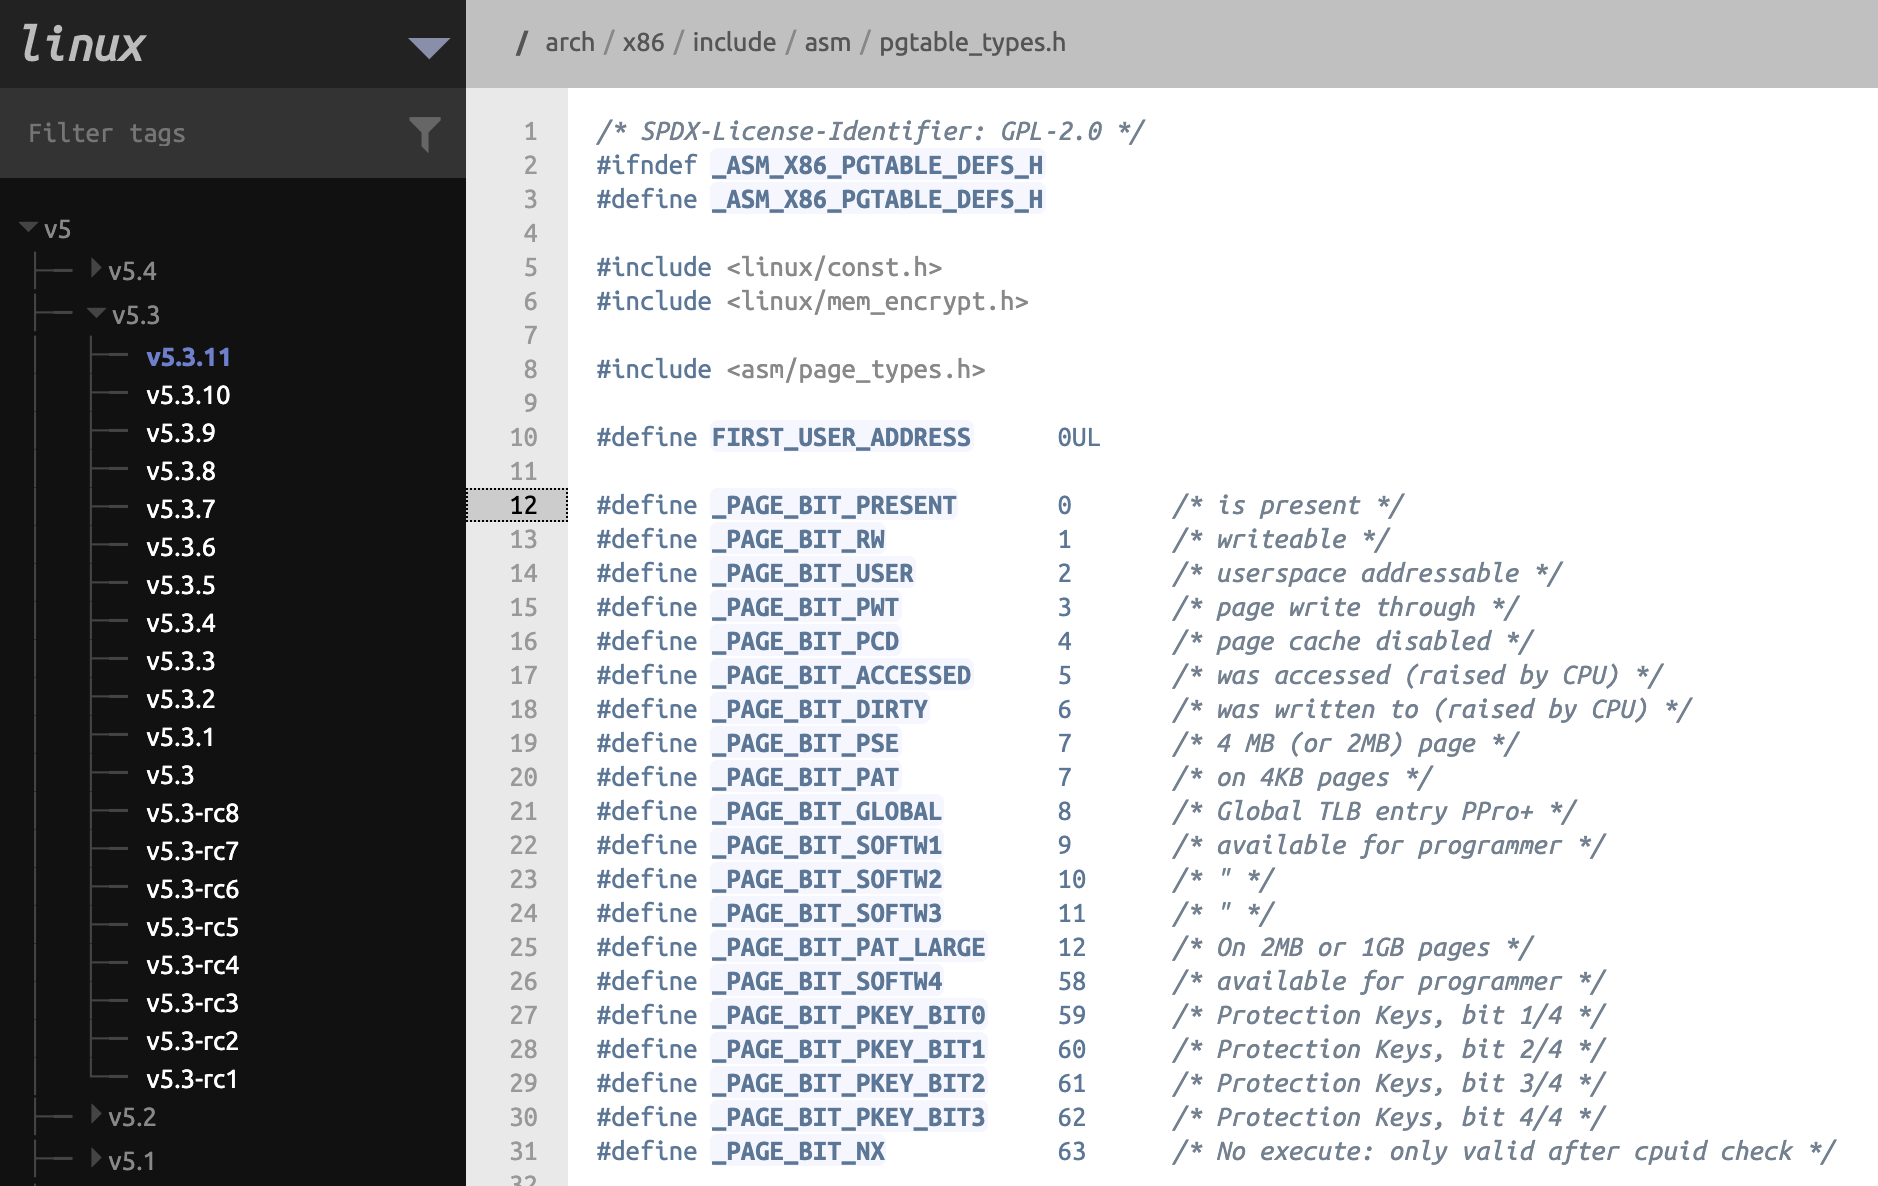 linux
/ arch / x86 / include / asm / pgtable_types.h
Filter tags
v5
v5.4
v5.3
v5.3.11
v5.3.10
v5.3.9
v5.3.8
v5.3.7
v5.3.6
v5.3.5
v5.3.4
v5.3.3
v5.3.2
v5.3.1
v5.3
v5.3-rc8
v5.3-rc7
v5.3-rc6
v5.3-rc5
v5.3-rc4
v5.3-rc3
v5.3-rc2
v5.3-rc1
v5.2
v5.1
1 /* SPDX-License-Identifier: GPL-2.0 */
2 #ifndef _ASM_X86_PGTABLE_DEFS_H
3 #define _ASM_X86_PGTABLE_DEFS_H
4
5 #include <linux/const.h>
6 #include <linux/mem_encrypt.h>
7
8 #include <asm/page_types.h>
9
10 #define FIRST_USER_ADDRESS 0UL
11
12 #define _PAGE_BIT_PRESENT 0 /* is present */
13 #define _PAGE_BIT_RW 1 /* writeable */
14 #define _PAGE_BIT_USER 2 /* userspace addressable */
15 #define _PAGE_BIT_PWT 3 /* page write through */
16 #define _PAGE_BIT_PCD 4 /* page cache disabled */
17 #define _PAGE_BIT_ACCESSED 5 /* was accessed (raised by CPU) */
18 #define _PAGE_BIT_DIRTY 6 /* was written to (raised by CPU) */
19 #define _PAGE_BIT_PSE 7 /* 4 MB (or 2MB) page */
20 #define _PAGE_BIT_PAT 7 /* on 4KB pages */
21 #define _PAGE_BIT_GLOBAL 8 /* Global TLB entry PPro+ */
22 #define _PAGE_BIT_SOFTW1 9 /* available for programmer */
23 #define _PAGE_BIT_SOFTW2 10 /* " */
24 #define _PAGE_BIT_SOFTW3 11 /* " */
25 #define _PAGE_BIT_PAT_LARGE 12 /* On 2MB or 1GB pages */
26 #define _PAGE_BIT_SOFTW4 58 /* available for programmer */
27 #define _PAGE_BIT_PKEY_BIT0 59 /* Protection Keys, bit 1/4 */
28 #define _PAGE_BIT_PKEY_BIT1 60 /* Protection Keys, bit 2/4 */
29 #define _PAGE_BIT_PKEY_BIT2 61 /* Protection Keys, bit 3/4 */
30 #define _PAGE_BIT_PKEY_BIT3 62 /* Protection Keys, bit 4/4 */
31 #define _PAGE_BIT_NX 63 /* No execute: only valid after cpuid check */
32